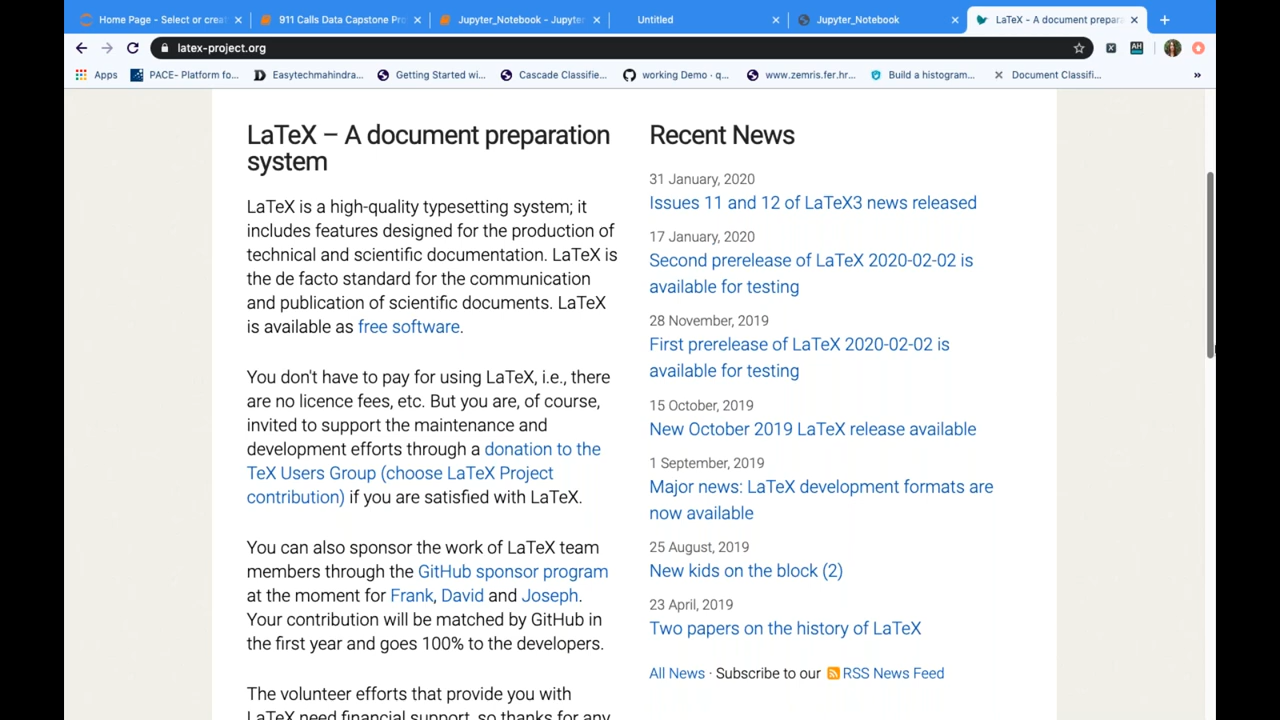 Home Page - Select or creat
911 Calls Data Capstone Pro
Jupyter_Notebook - Jupyter
Untitled
Jupyter_Notebook
LaTeX - A document prepara
latex-project.org
Apps
PACE- Platform fo...
Easytechmahindra...
Getting Started wi...
Cascade Classifie...
working Demo · q...
www.zemris.fer.hr...
Build a histogram...
Document Classifi...
»
LaTeX – A document preparation
system
LaTeX is a high-quality typesetting system; it
includes features designed for the production of
technical and scientific documentation. LaTeX is
the de facto standard for the communication
and publication of scientific documents. LaTeX
is available as free software.
You don't have to pay for using LaTeX, i.e., there
are no licence fees, etc. But you are, of course,
invited to support the maintenance and
development efforts through a donation to the
TeX Users Group (choose LaTeX Project
contribution) if you are satisfied with LaTeX.
You can also sponsor the work of LaTeX team
members through the GitHub sponsor program
at the moment for Frank, David and Joseph.
Your contribution will be matched by GitHub in
the first year and goes 100% to the developers.
The volunteer efforts that provide you with
LaTeX need financial support, so thanks for any
Recent News
31 January, 2020
Issues 11 and 12 of LaTeX3 news released
17 January, 2020
Second prerelease of LaTeX 2020-02-02 is
available for testing
28 November, 2019
First prerelease of LaTeX 2020-02-02 is
available for testing
15 October, 2019
New October 2019 LaTeX release available
1 September, 2019
Major news: LaTeX development formats are
now available
25 August, 2019
New kids on the block (2)
23 April, 2019
Two papers on the history of LaTeX
All News · Subscribe to our RSS News Feed